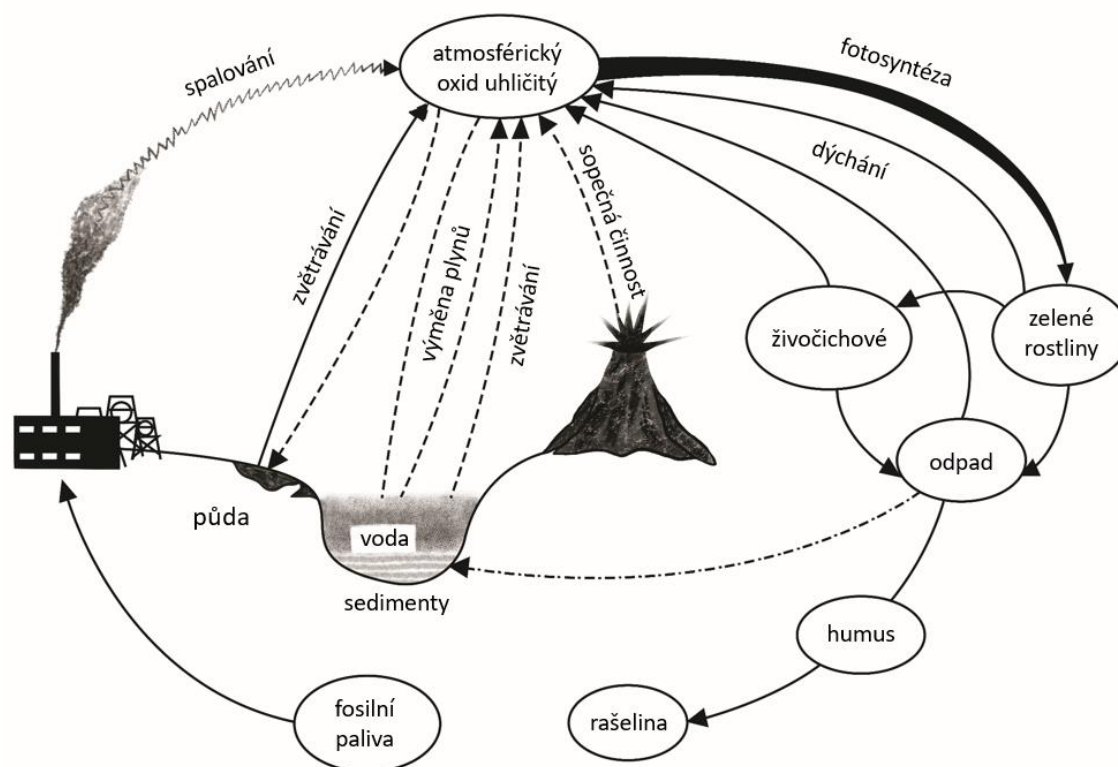 atmosférický
oxid uhličitý
spalování
fotosyntéza
dýchání
zvětrávání
výměna plynů
zvětrávání
sopečná činnost
živočichové
zelené
rostliny
odpad
půda
voda
sedimenty
humus
fosilní
paliva
rašelina